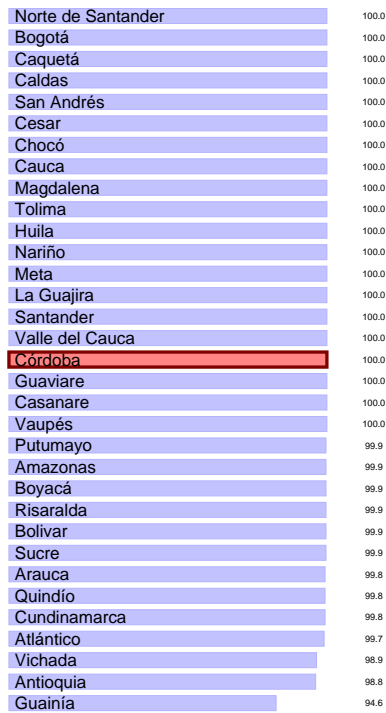 Norte de Santander 100.0
Bogotá 100.0
Caquetá 100.0
Caldas 100.0
San Andrés 100.0
Cesar 100.0
Chocó 100.0
Cauca 100.0
Magdalena 100.0
Tolima 100.0
Huila 100.0
Nariño 100.0
Meta 100.0
La Guajira 100.0
Santander 100.0
Valle del Cauca 100.0
Córdoba 100.0
Guaviare 100.0
Casanare 100.0
Vaupés 100.0
Putumayo 99.9
Amazonas 99.9
Boyacá 99.9
Risaralda 99.9
Bolivar 99.9
Sucre 99.9
Arauca 99.8
Quindío 99.8
Cundinamarca 99.8
Atlántico 99.7
Vichada 98.9
Antioquia 98.8
Guainía 94.6